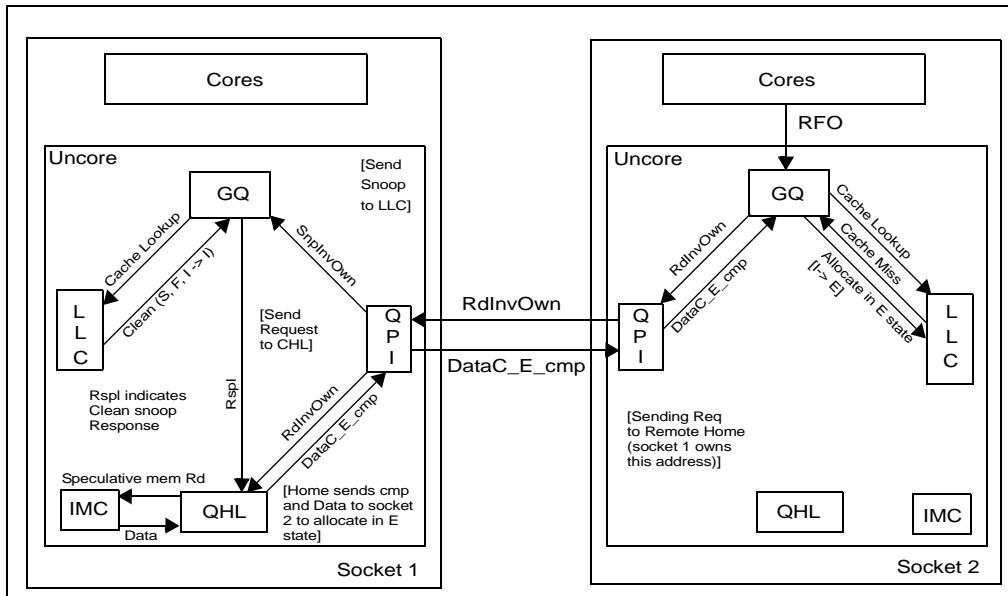 Cores
Uncore
[Send
Snoop
to LLC]
GQ
Cache Lookup
Clean (S, F, I -> I)
SnpInvOwn
L
L
C
[Send
Request
to CHL]
Q
P
I
RspI
RspI indicates
Clean snoop
Response
RdInvOwn
DataC_E_cmp
Speculative mem Rd
IMC
Data
QHL
[Home sends cmp
and Data to socket
2 to allocate in E
state]
Socket 1
RdInvOwn
DataC_E_cmp
Cores
RFO
Uncore
GQ
RdInvOwn
DataC_E_cmp
Cache Lookup
Cache Miss
Allocate in E state
[I-> E]
Q
P
I
L
L
C
[Sending Req
to Remote Home
(socket 1 owns
this address)]
QHL
IMC
Socket 2